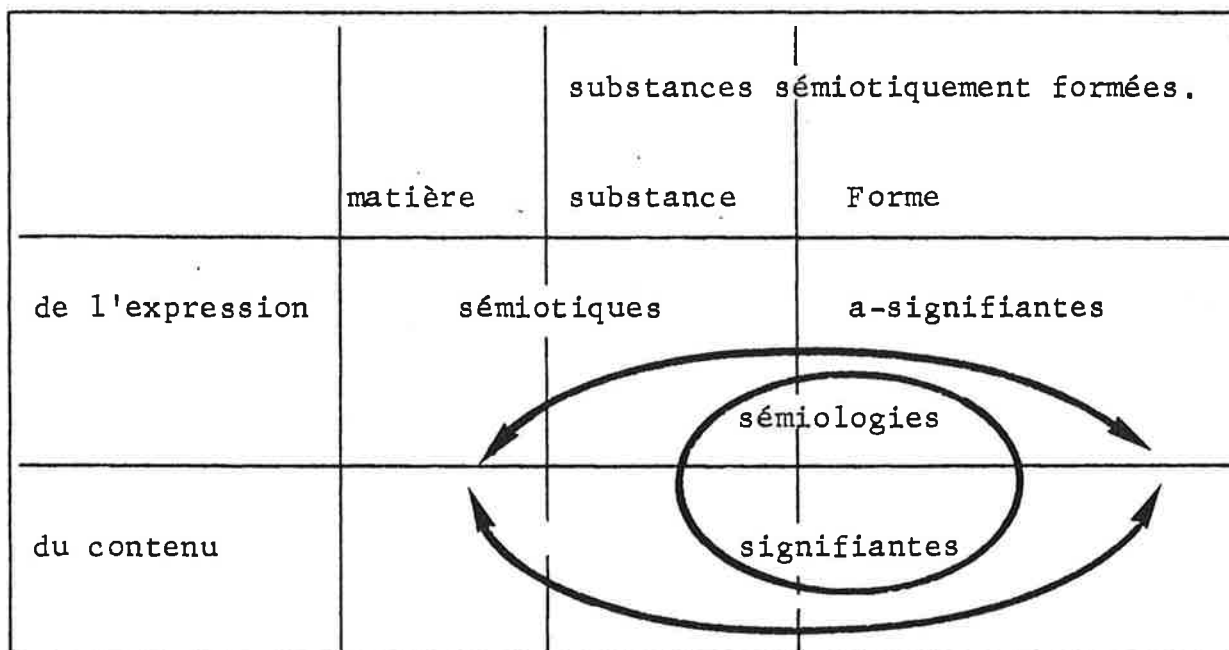 substances sémiotiquement formées.
matière substance Forme
de l'expression sémiotiques a-signifiantes
sémiologies
du contenu signifiantes